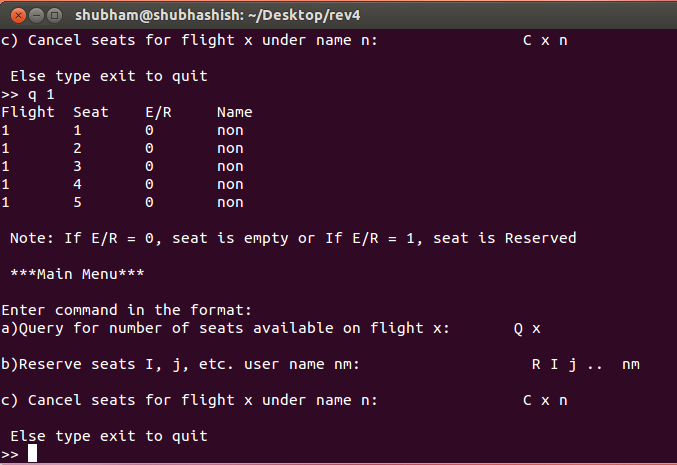 shubham@shubhashish: ~/Desktop/rev4
c) Cancel seats for flight x under name n: C x n
Else type exit to quit
>> q 1
Flight Seat E/R Name
1 1 0 non
1 2 0 non
1 3 0 non
1 4 0 non
1 5 0 non
Note: If E/R = 0, seat is empty or If E/R = 1, seat is Reserved
***Main Menu***
Enter command in the format:
a)Query for number of seats available on flight x: Q x
b)Reserve seats I, j, etc. user name nm: R I j .. nm
c) Cancel seats for flight x under name n: C x n
Else type exit to quit
>>